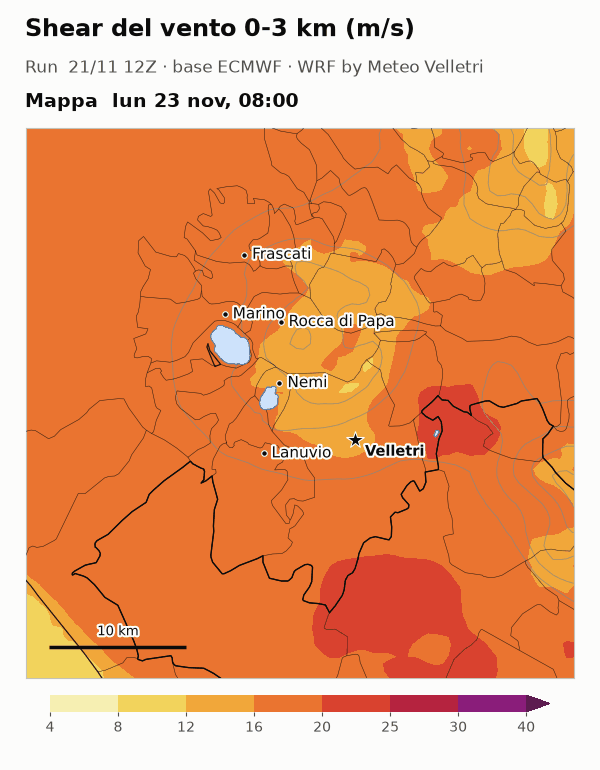 Shear del vento 0-3 km (m/s)
Run  21/11 12Z · base ECMWF · WRF by Meteo Velletri
Mappa  lun 23 nov, 08:00
Frascati
Marino
Rocca di Papa
Nemi
Velletri
Lanuvio
10 km
4 8 12 16 20 25 30 40